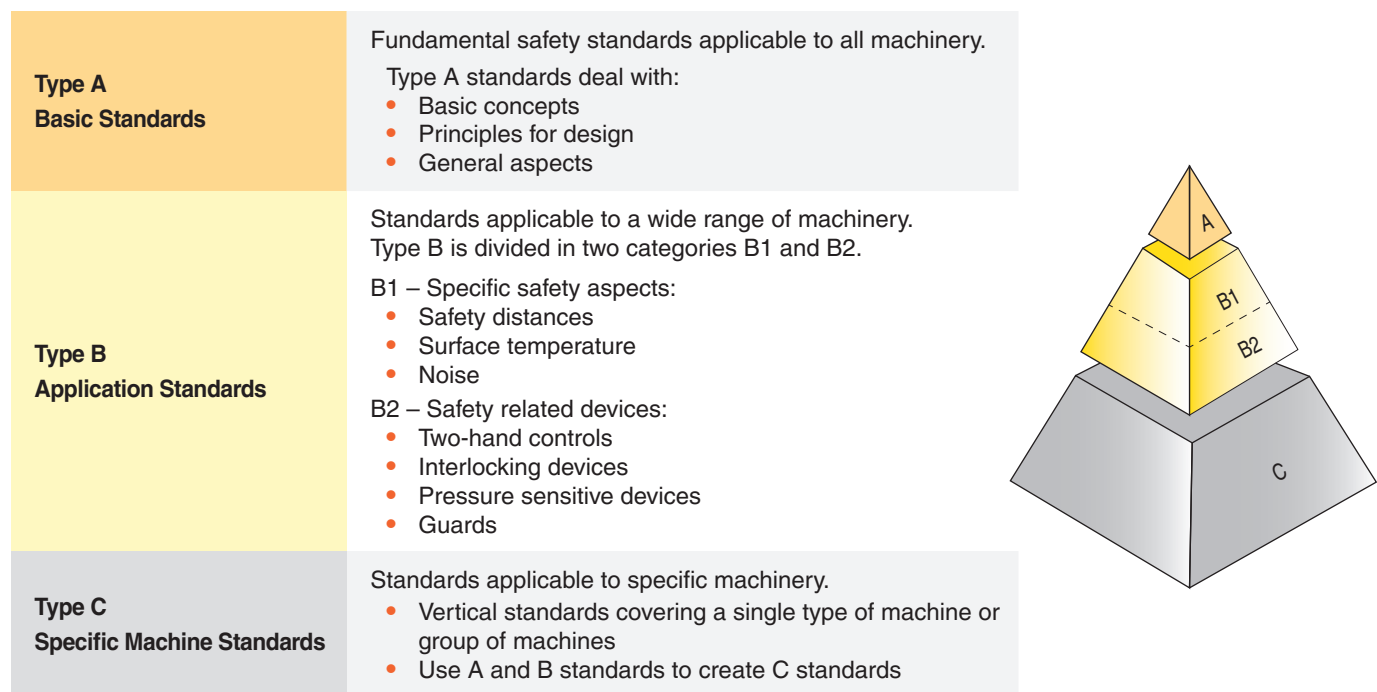 Type A
Basic Standards
Fundamental safety standards applicable to all machinery.
Type A standards deal with:
• Basic concepts
• Principles for design
• General aspects
Type B
Application Standards
Standards applicable to a wide range of machinery.
Type B is divided in two categories B1 and B2.
B1 – Specific safety aspects:
• Safety distances
• Surface temperature
• Noise
B2 – Safety related devices:
• Two-hand controls
• Interlocking devices
• Pressure sensitive devices
• Guards
Type C
Specific Machine Standards
Standards applicable to specific machinery.
• Vertical standards covering a single type of machine or
group of machines
• Use A and B standards to create C standards
A
B1
B2
C